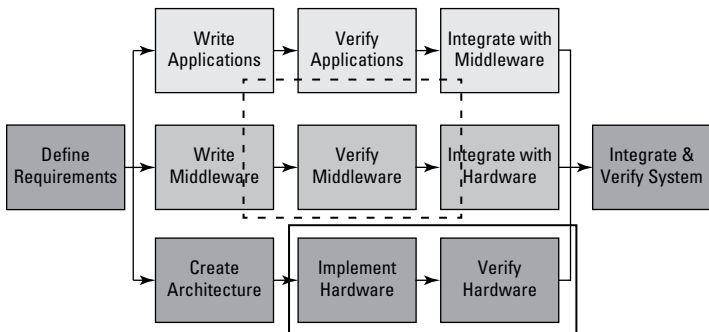 Write
Applications
Verify
Applications
Integrate with
Middleware
Define
Requirements
Write
Middleware
Verify
Middleware
Integrate with
Hardware
Integrate &
Verify System
Create
Architecture
Implement
Hardware
Verify
Hardware